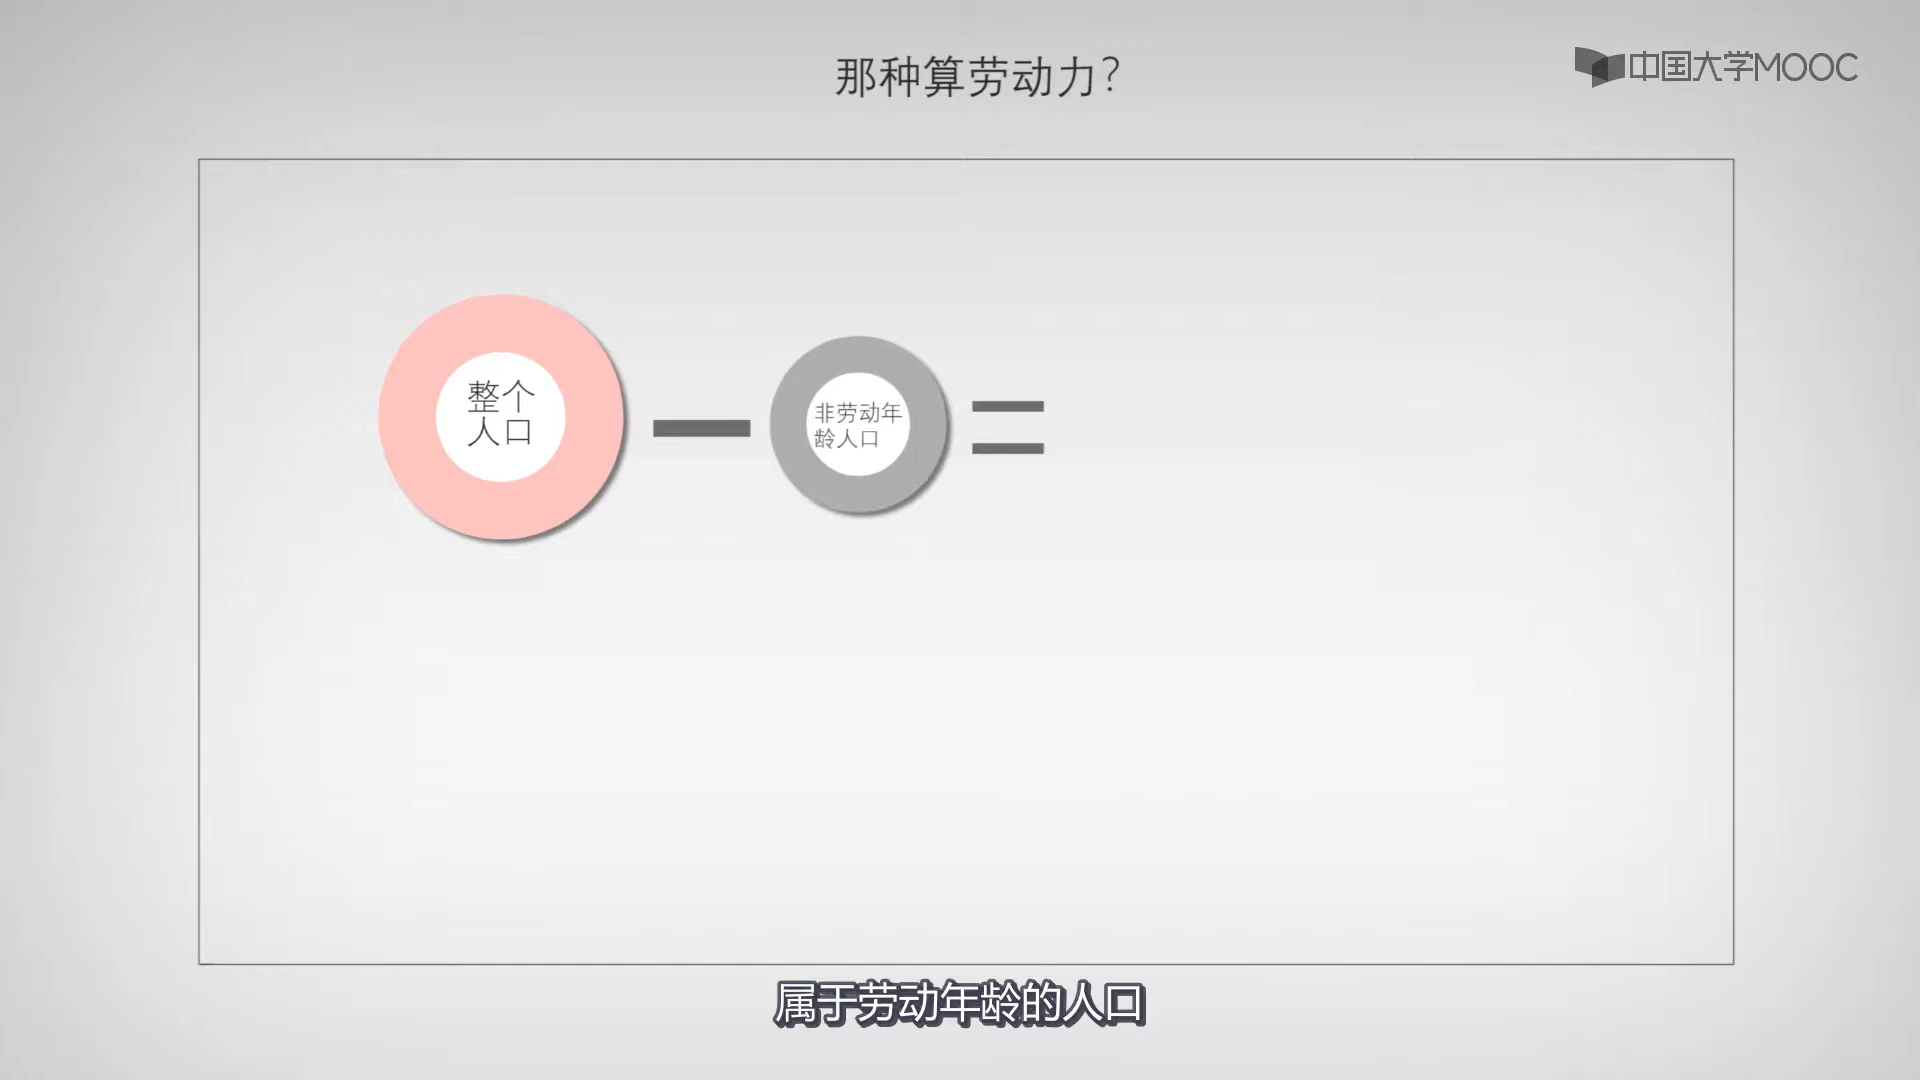 那种算劳动力？
中国大学MOOC
整个
人口
非劳动年
龄人口
属于劳动年龄的人口